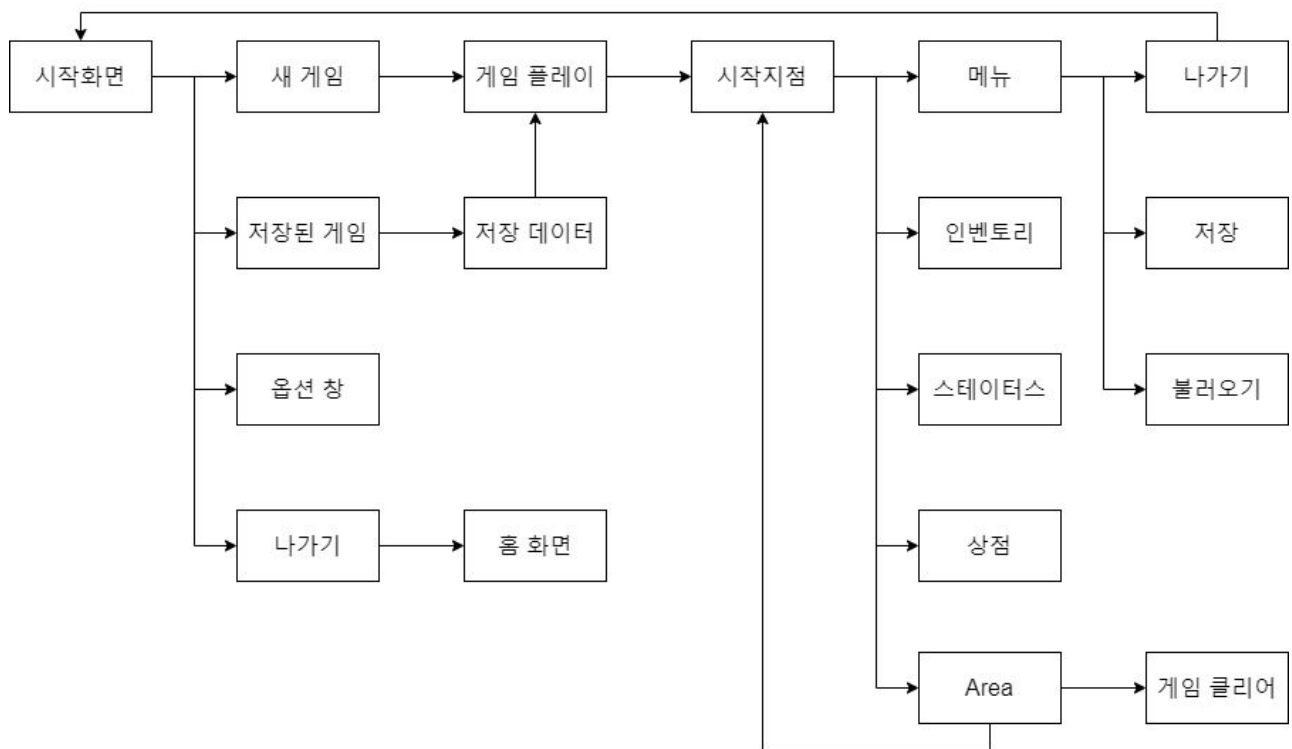 시작화면
새 게임
게임 플레이
시작지점
메뉴
나가기
저장된 게임
저장 데이터
인벤토리
저장
옵션 창
스테이터스
불러오기
나가기
홈 화면
상점
Area
게임 클리어